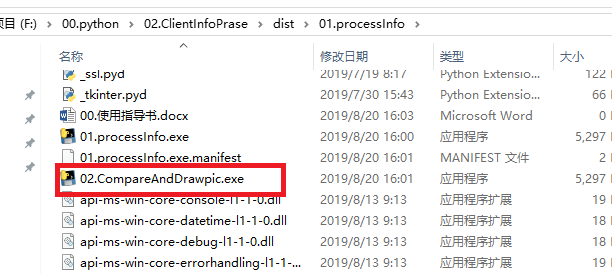 项目 (F:) › 00.python › 02.ClientInfoPrase › dist › 01.processInfo ›
名称 修改日期 类型 大小
_ssl.pyd 2019/7/19 8:17 Python Extensio... 122
_tkinter.pyd 2019/7/30 15:43 Python Extensio... 66
00.使用指导书.docx 2019/8/20 16:01 Microsoft Word ... 0
01.processInfo.exe 2019/8/20 16:00 应用程序 5,297
01.processInfo.exe.manifest 2019/8/20 16:01 MANIFEST 文件 2
02.CompareAndDrawpic.exe 2019/8/20 16:01 应用程序 5,297
api-ms-win-core-console-l1-1-0.dll 2019/8/13 9:13 应用程序扩展 19
api-ms-win-core-datetime-l1-1-0.dll 2019/8/13 9:13 应用程序扩展 19
api-ms-win-core-debug-l1-1-0.dll 2019/8/13 9:13 应用程序扩展 19
api-ms-win-core-errorhandling-l1-1-... 2019/8/13 9:13 应用程序扩展 19